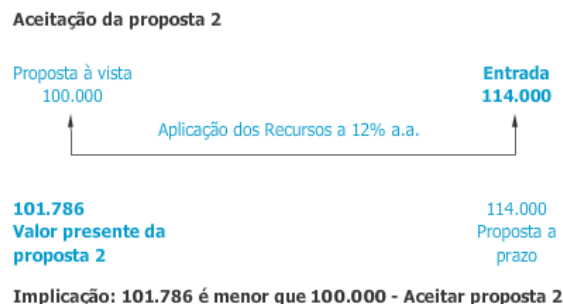 Aceitação da proposta 2
Proposta à vista
100.000
Entrada
114.000
Aplicação dos Recursos a 12% a.a.
101.786
Valor presente da
proposta 2
114.000
Proposta a
prazo
Implicação: 101.786 é menor que 100.000 - Aceitar proposta 2